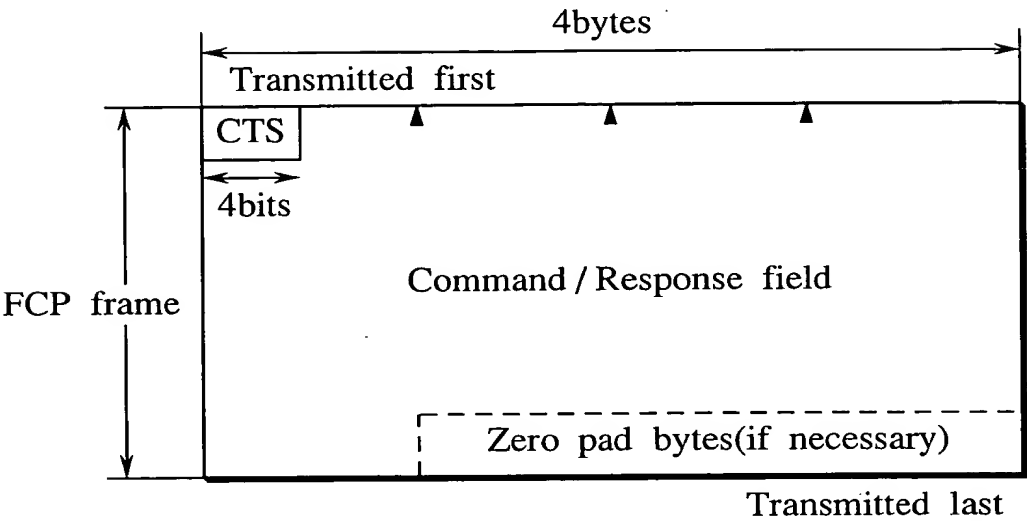 4bytes
Transmitted first
CTS
4bits
Command / Response field
FCP frame
Zero pad bytes(if necessary)
Transmitted last